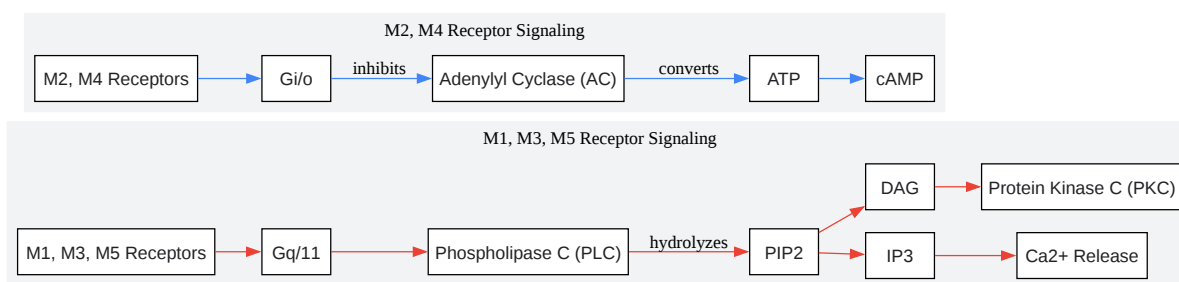 M2, M4 Receptor Signaling
M2, M4 Receptors
Gi/o
inhibits
Adenylyl Cyclase (AC)
converts
ATP
cAMP
M1, M3, M5 Receptor Signaling
M1, M3, M5 Receptors
Gq/11
Phospholipase C (PLC)
hydrolyzes
PIP2
DAG
Protein Kinase C (PKC)
IP3
Ca2+ Release